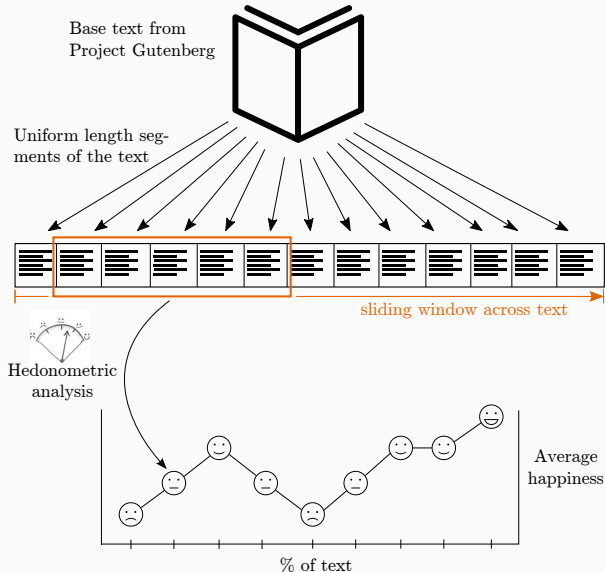 Base text from
Project Gutenberg
Uniform length seg-
ments of the text
sliding window across text
Hedonometric
analysis
Average
happiness
% of text